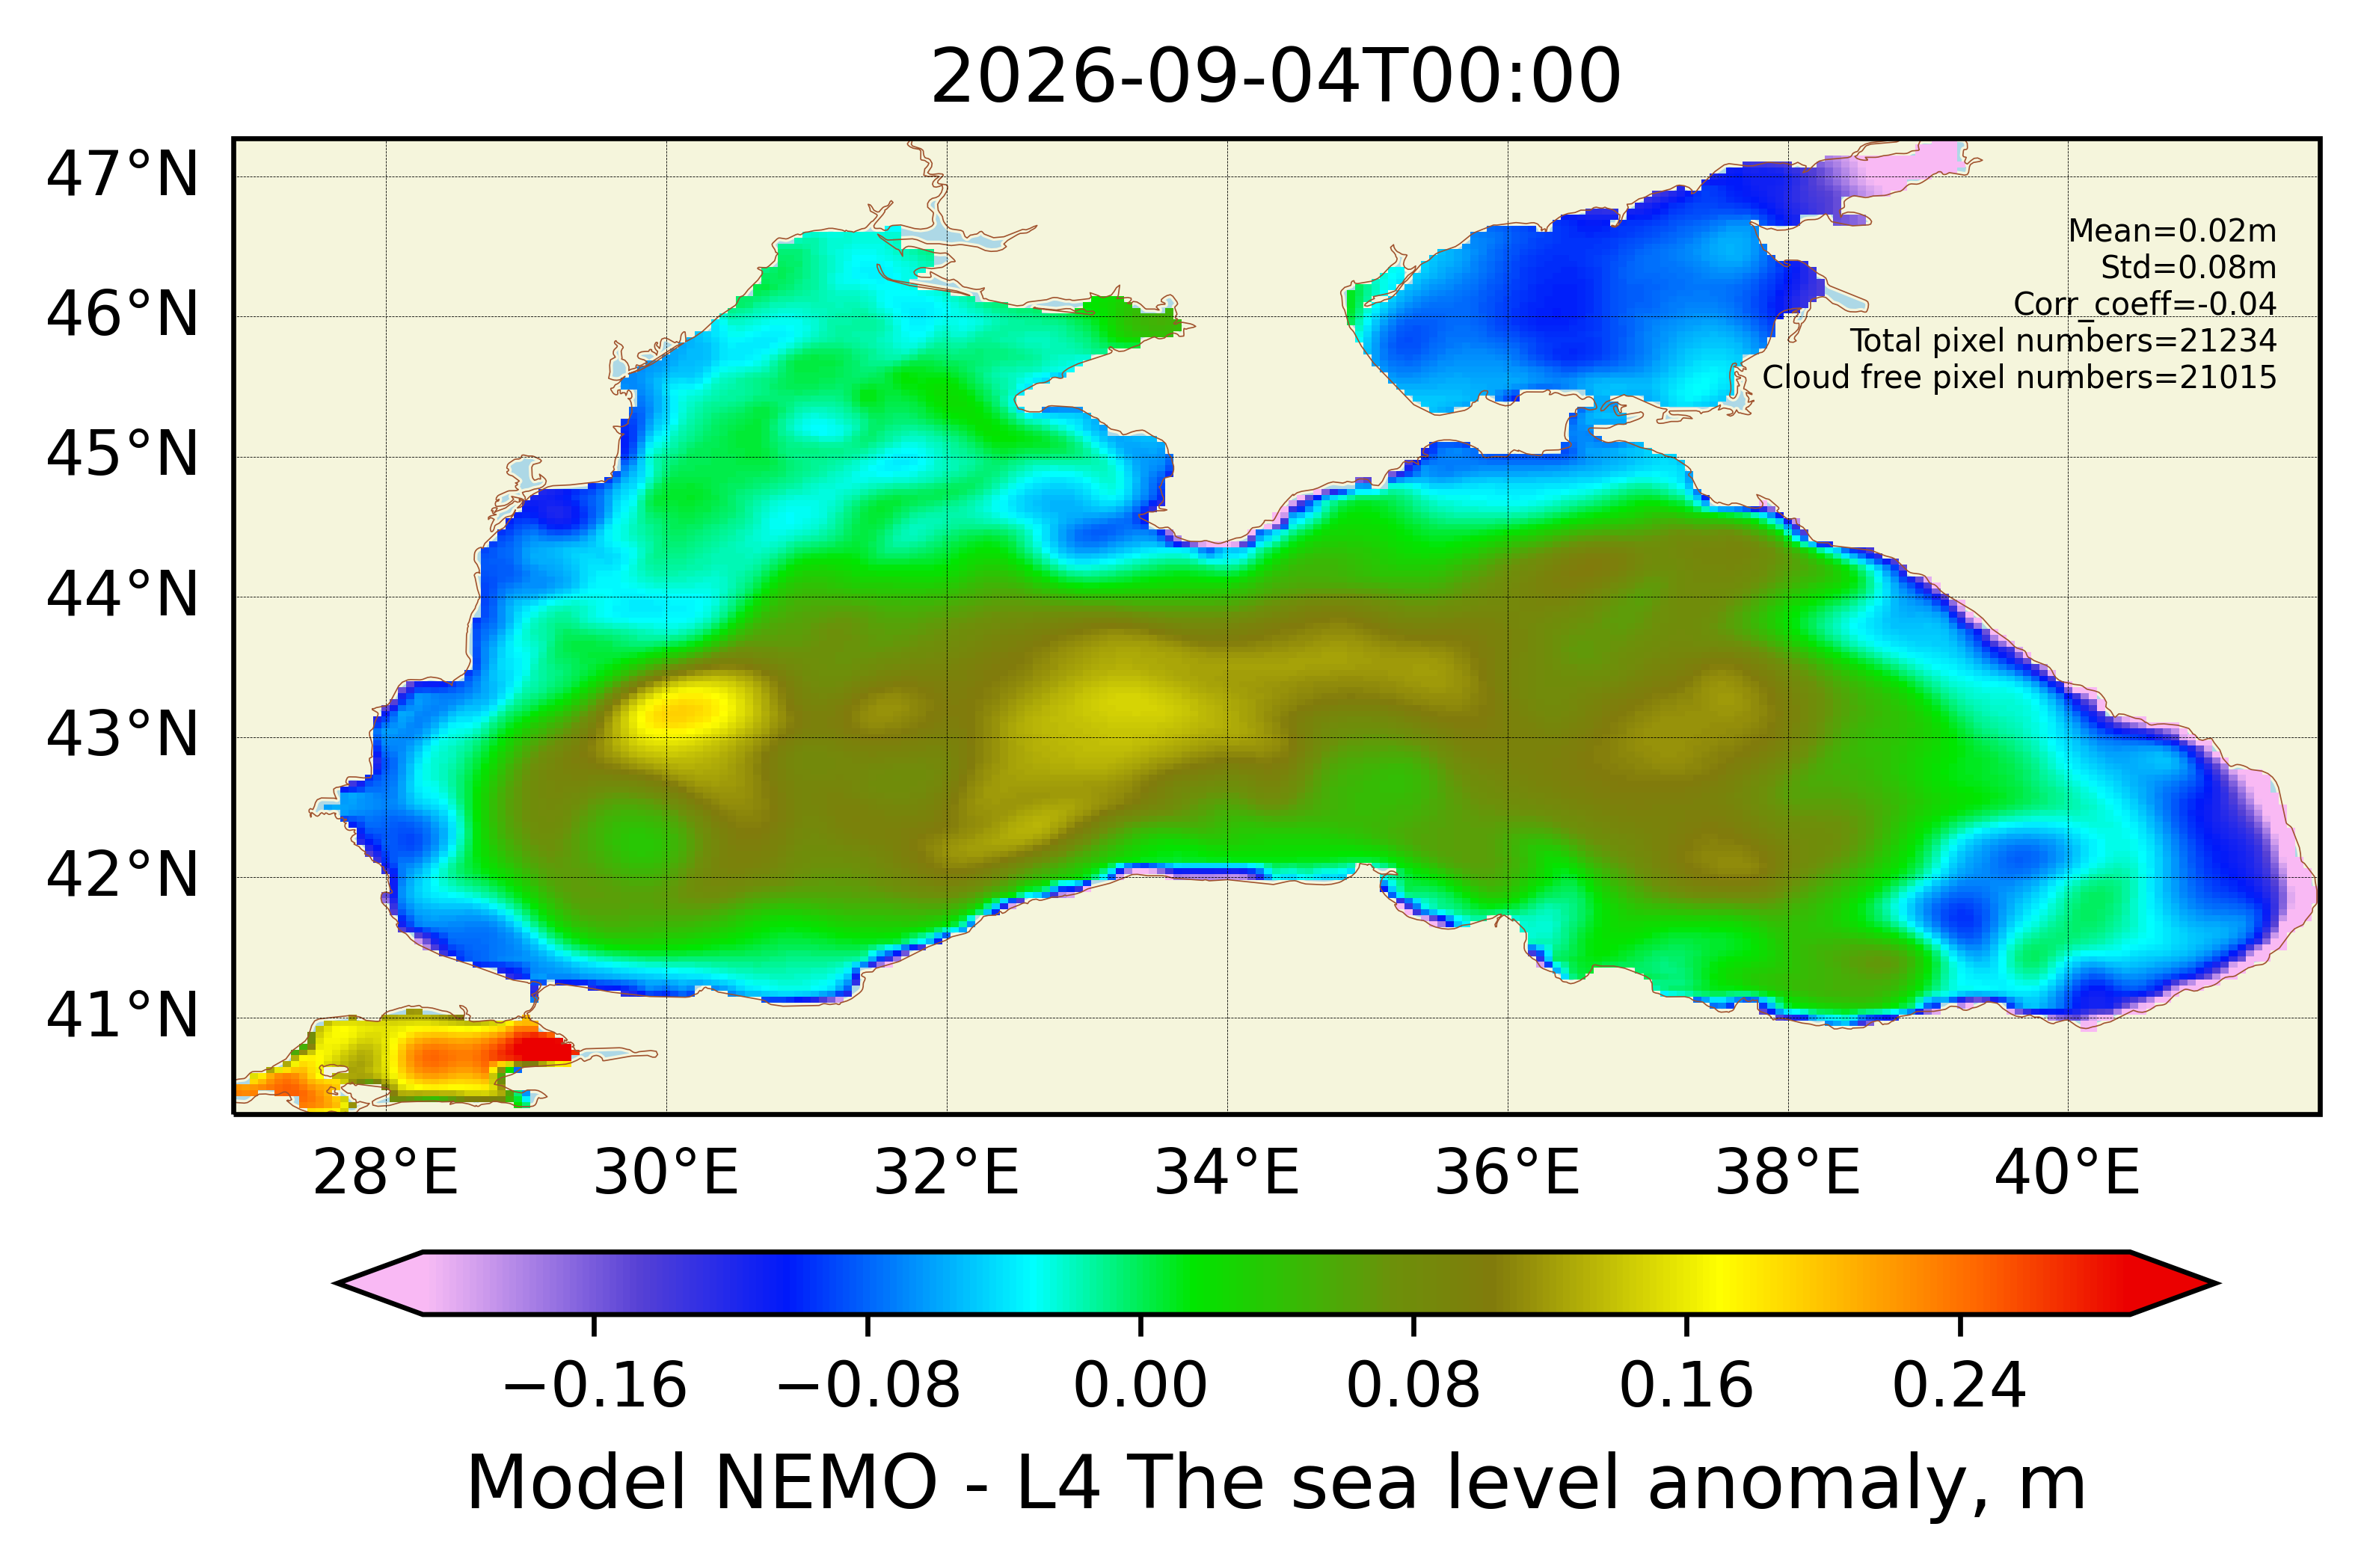 2026-09-04T00:00
47°N
46°N
45°N
44°N
43°N
42°N
41°N
Mean=0.02m
Std=0.08m
Corr_coeff=-0.04
Total pixel numbers=21234
Cloud free pixel numbers=21015
28°E 30°E 32°E 34°E 36°E 38°E 40°E
−0.16 −0.08 0.00 0.08 0.16 0.24
Model NEMO - L4 The sea level anomaly, m